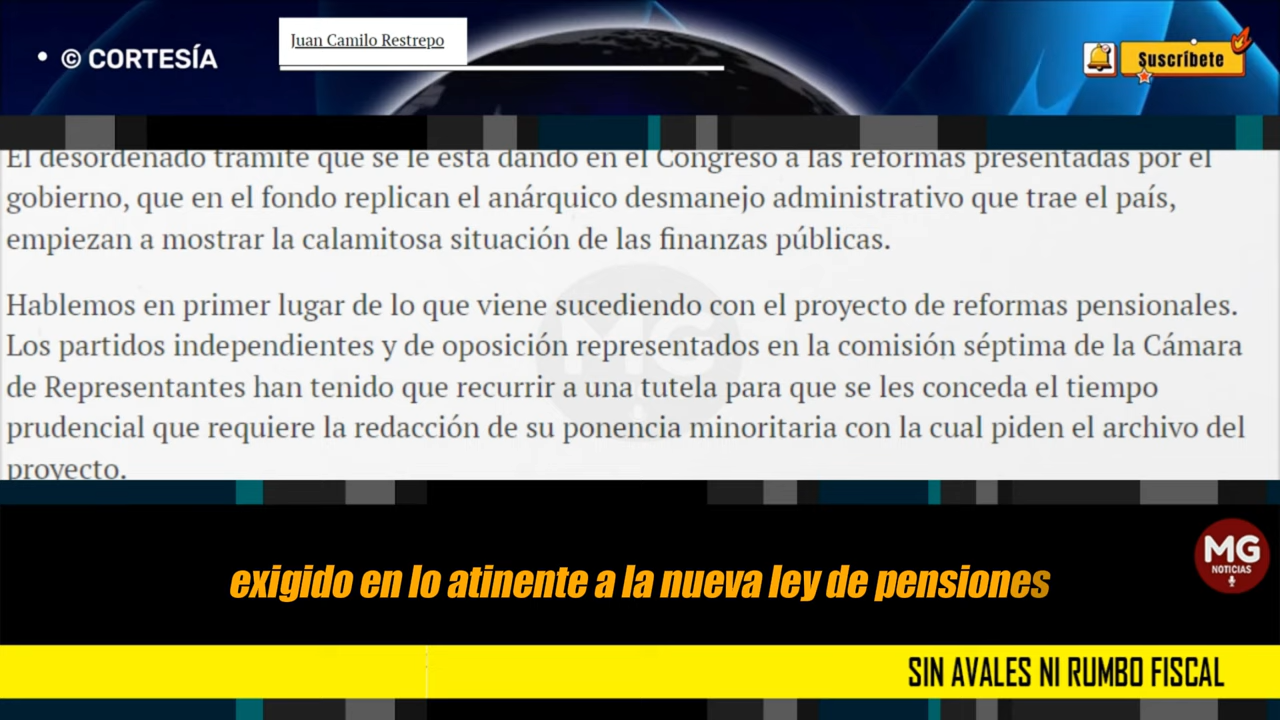 • © CORTESÍA
Juan Camilo Restrepo
Suscríbete
El desordenado trámite que se le está dando en el Congreso a las reformas presentadas por el
gobierno, que en el fondo replican el anárquico desmanejo administrativo que trae el país,
empiezan a mostrar la calamitosa situación de las finanzas públicas.
Hablemos en primer lugar de lo que viene sucediendo con el proyecto de reformas pensionales.
Los partidos independientes y de oposición representados en la comisión séptima de la Cámara
de Representantes han tenido que recurrir a una tutela para que se les conceda el tiempo
prudencial que requiere la redacción de su ponencia minoritaria con la cual piden el archivo del
proyecto.
MG
exigido en lo atinente a la nueva ley de pensiones
MG
NOTICIAS
SIN AVALES NI RUMBO FISCAL